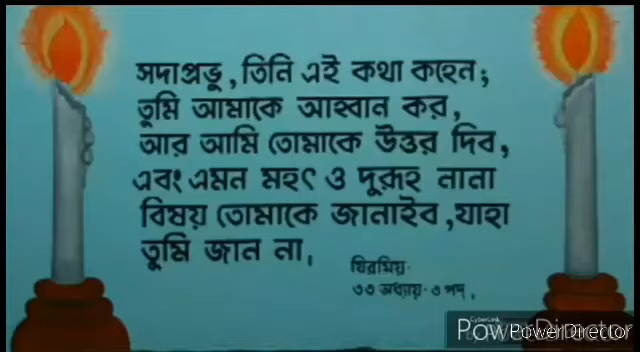 সদাপ্রভু, তিনি এই কথা কহেন;
তুমি আমাকে আহ্বান কর,
আর আমি তোমাকে উত্তর দিব,
এবং এমন মহৎ ও দুরূহ নানা
বিষয় তোমাকে জানাইব, যাহা
তুমি জান না,
যিরমিয়·
৩৩ অধ্যায়·৩ পদ,
CyberLink
PowerDirector